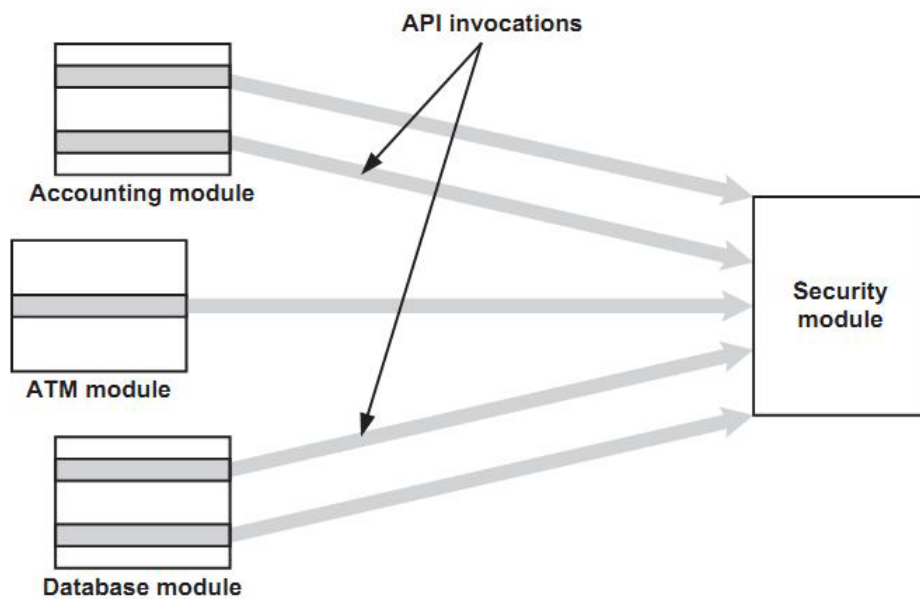 API invocations
Accounting module
Security
module
ATM module
Database module